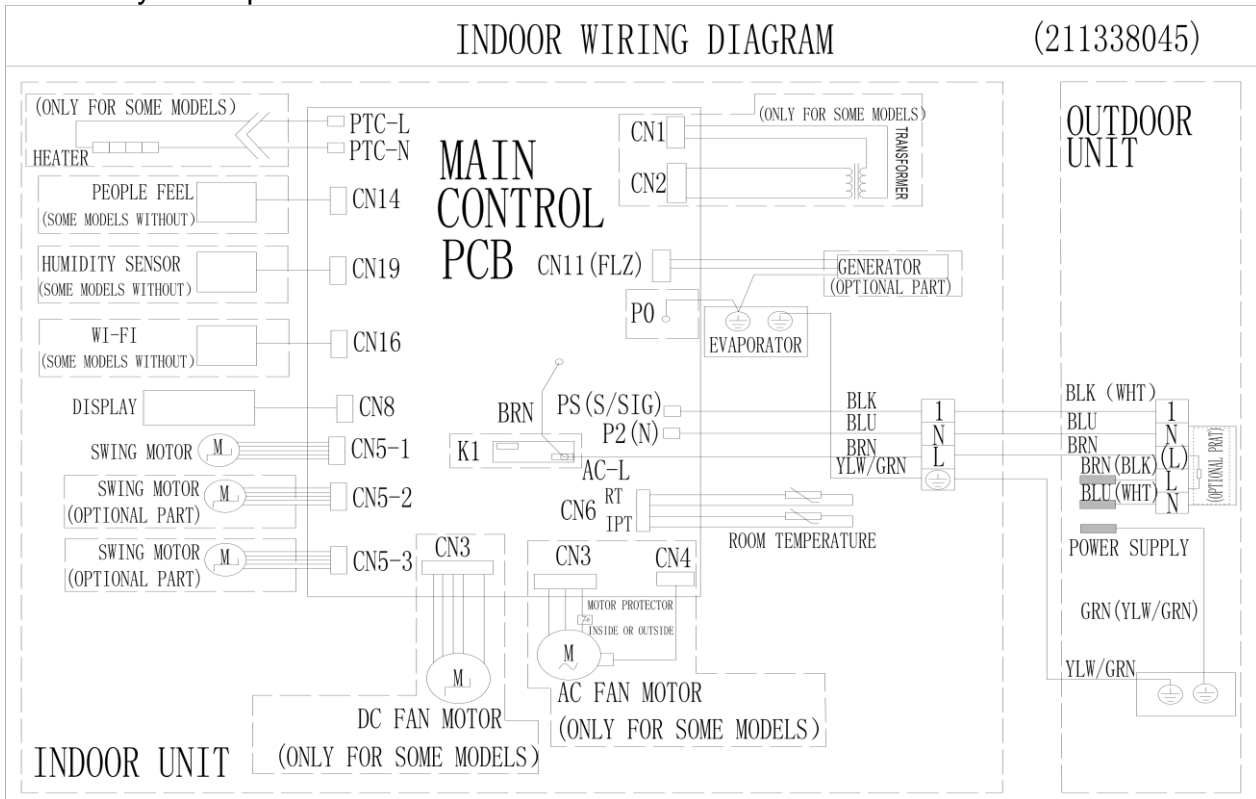 INDOOR WIRING DIAGRAM (211338045)
(ONLY FOR SOME MODELS)
HEATER
PTC-L
PTC-N
PEOPLE FEEL
(SOME MODELS WITHOUT)
CN14
HUMIDITY SENSOR
(SOME MODELS WITHOUT)
CN19
WI-FI
(SOME MODELS WITHOUT)
CN16
DISPLAY
CN8
SWING MOTOR
M
CN5-1
SWING MOTOR
(OPTIONAL PART)
M
CN5-2
SWING MOTOR
(OPTIONAL PART)
M
CN5-3
MAIN
CONTROL
PCB
(ONLY FOR SOME MODELS)
CN1
CN2
TRANSFORMER
CN11(FLZ)
GENERATOR
(OPTIONAL PART)
P0
EVAPORATOR
BRN
K1
PS(S/SIG)
P2(N)
AC-L
BLK
BLU
BRN
YLW/GRN
1
N
L
CN6
RT
IPT
ROOM TEMPERATURE
CN3
M
DC FAN MOTOR
(ONLY FOR SOME MODELS)
CN3
CN4
MOTOR PROTECTOR
INSIDE OR OUTSIDE
M
AC FAN MOTOR
(ONLY FOR SOME MODELS)
INDOOR UNIT
OUTDOOR
UNIT
BLK (WHT)
BLU
BRN
BRN(BLK)
BLU(WHT)
1
N
(L)
L
N
(OPTIONAL PRAT)
POWER SUPPLY
GRN(YLW/GRN)
YLW/GRN